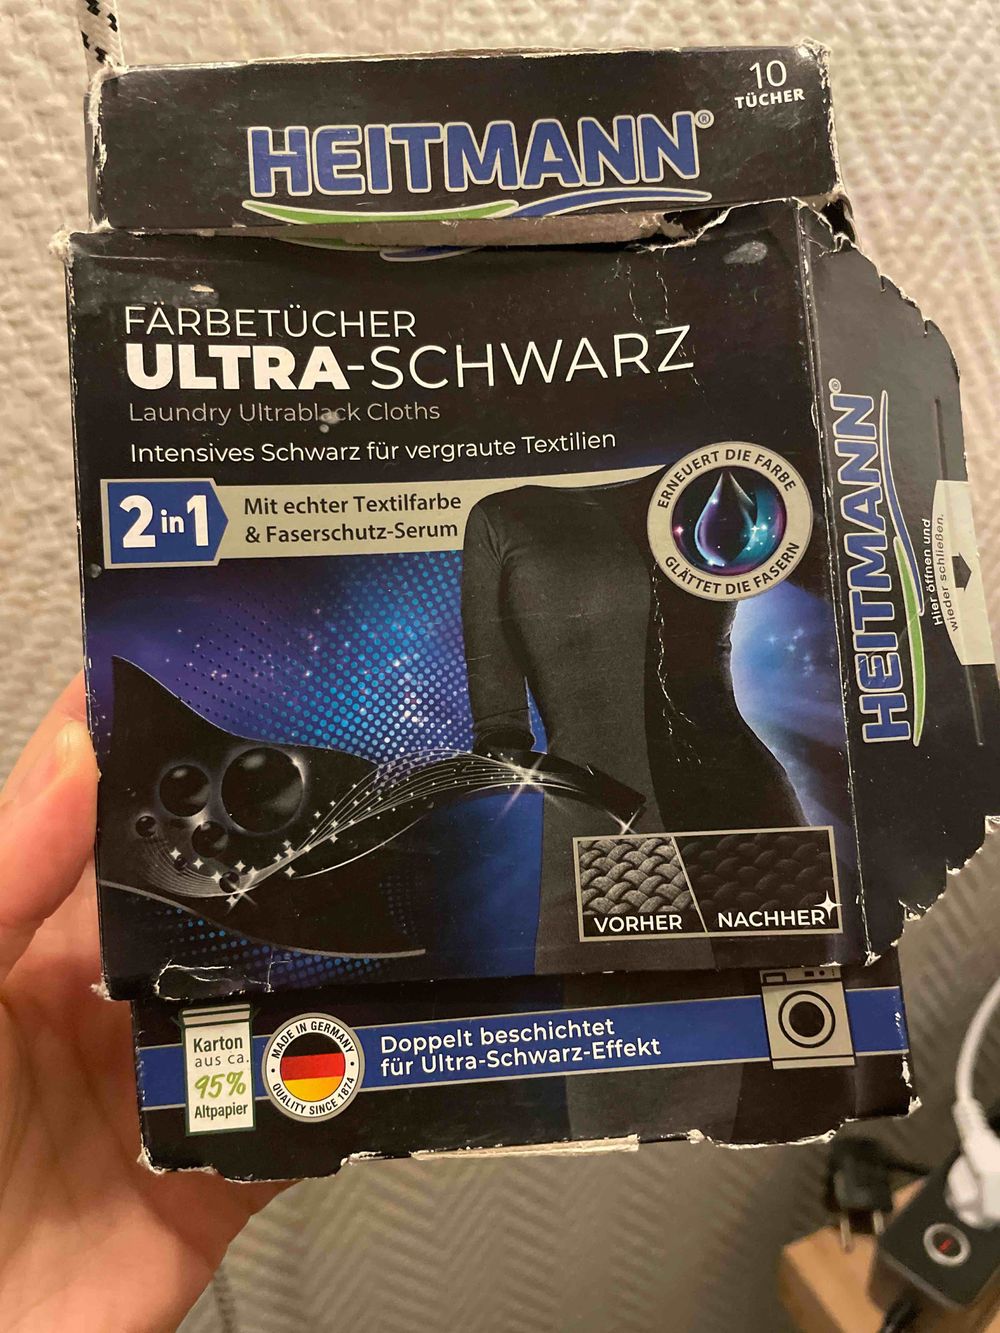 10
TÜCHER
HEITMANN®
FÄRBETÜCHER
ULTRA-SCHWARZ
Laundry Ultrablack Cloths
Intensives Schwarz für vergraute Textilien
2in1
Mit echter Textilfarbe
& Faserschutz-Serum
ERNEUERT DIE FARBE
GLÄTTET DIE FASERN
VORHER
NACHHER
HEITMANN®
Hier öffnen und
wieder schließen.
Karton
aus ca.
95%
Altpapier
MADE IN GERMANY
QUALITY SINCE 1874
Doppelt beschichtet
für Ultra-Schwarz-Effekt